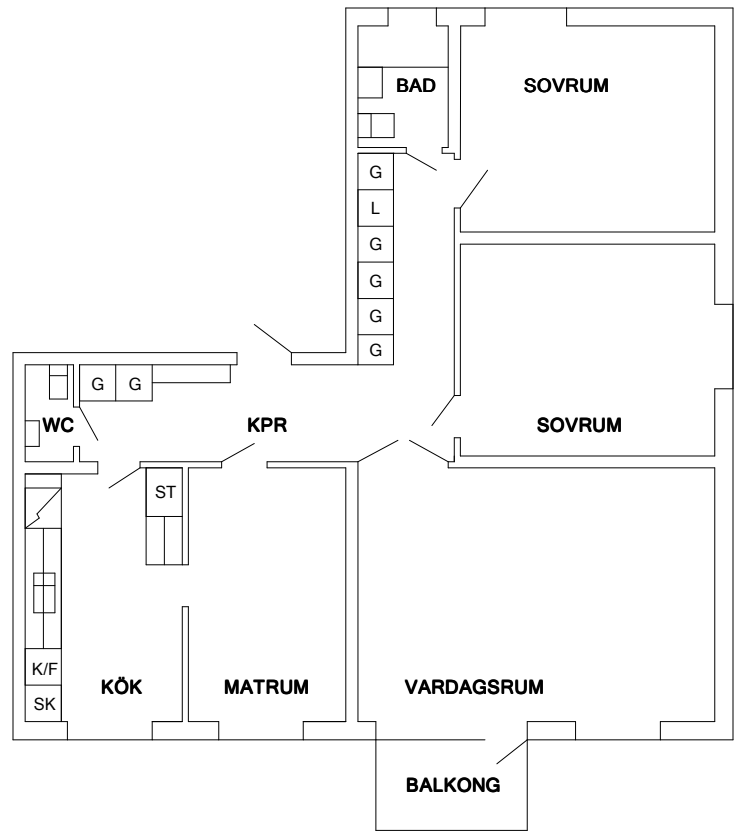 BAD
SOVRUM
G
L
G
G
G
G
G G
WC
KPR
SOVRUM
ST
K/F
SK
KÖK
MATRUM
VARDAGSRUM
BALKONG